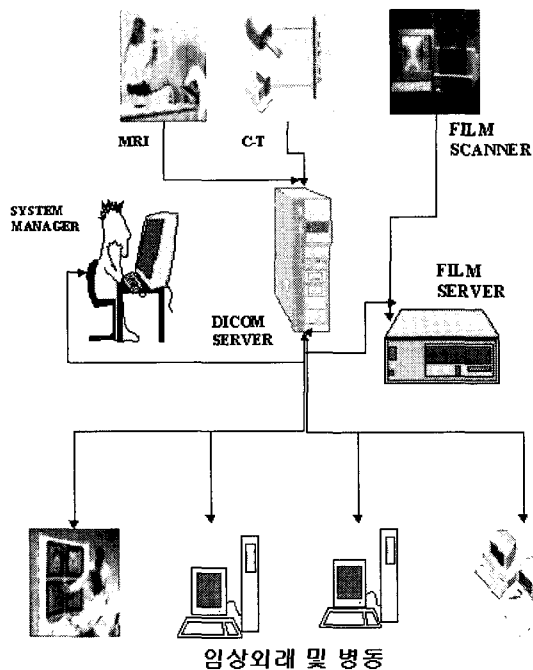 MRI
C-T
FILM
SCANNER
SYSTEM
MANAGER
DICOM
SERVER
FILM
SERVER
임상외래 및 병동